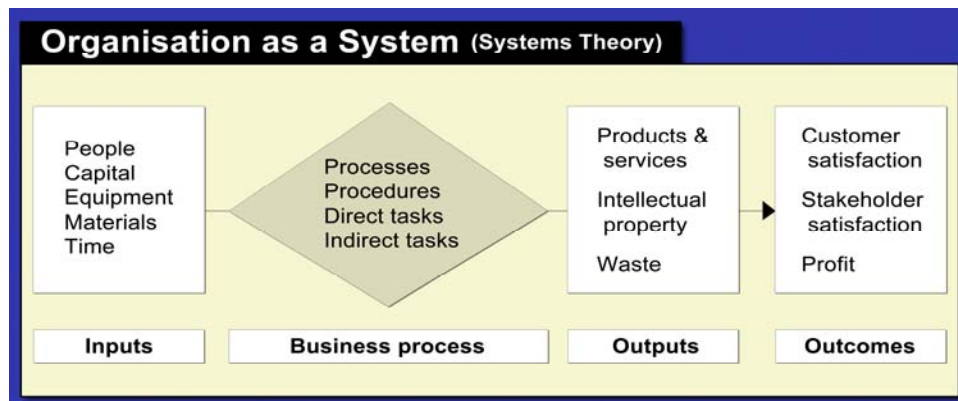 Organisation as a System (Systems Theory)
People
Capital
Equipment
Materials
Time
Processes
Procedures
Direct tasks
Indirect tasks
Products &
services
Intellectual
property
Waste
Customer
satisfaction
Stakeholder
satisfaction
Profit
Inputs
Business process
Outputs
Outcomes